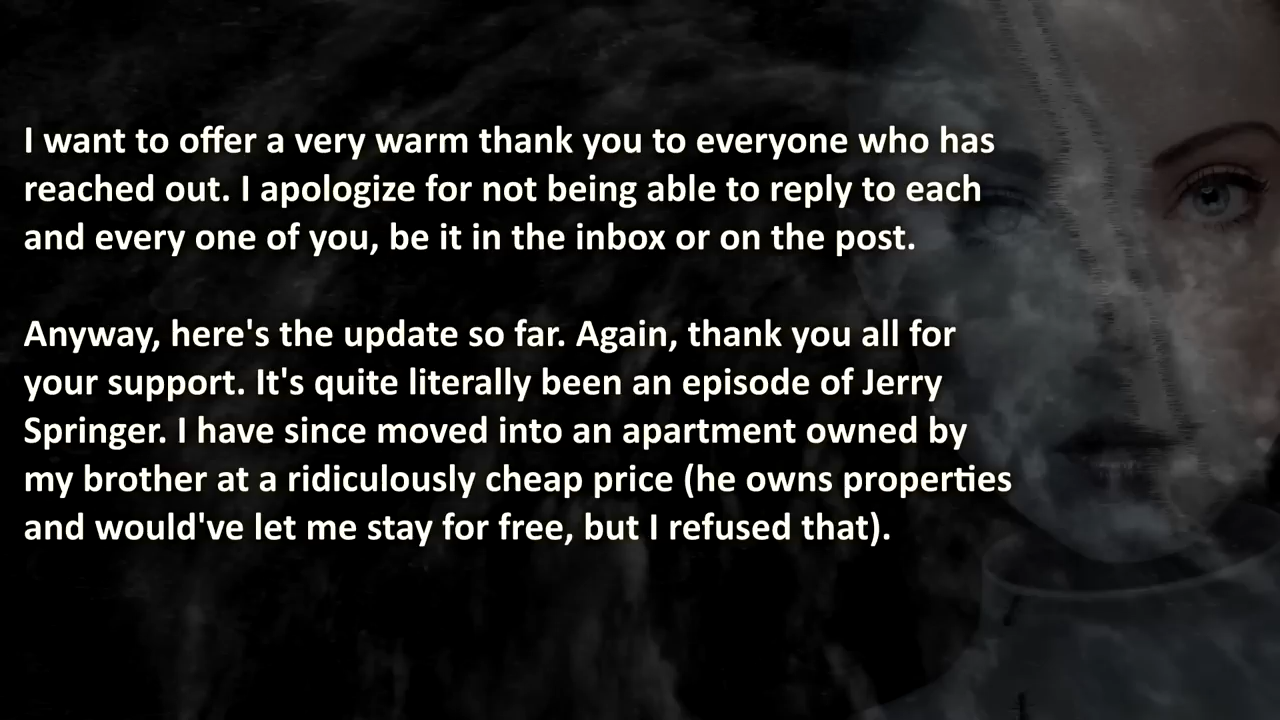 I want to offer a very warm thank you to everyone who has
reached out. I apologize for not being able to reply to each
and every one of you, be it in the inbox or on the post.
Anyway, here's the update so far. Again, thank you all for
your support. It's quite literally been an episode of Jerry
Springer. I have since moved into an apartment owned by
my brother at a ridiculously cheap price (he owns properties
and would've let me stay for free, but I refused that).